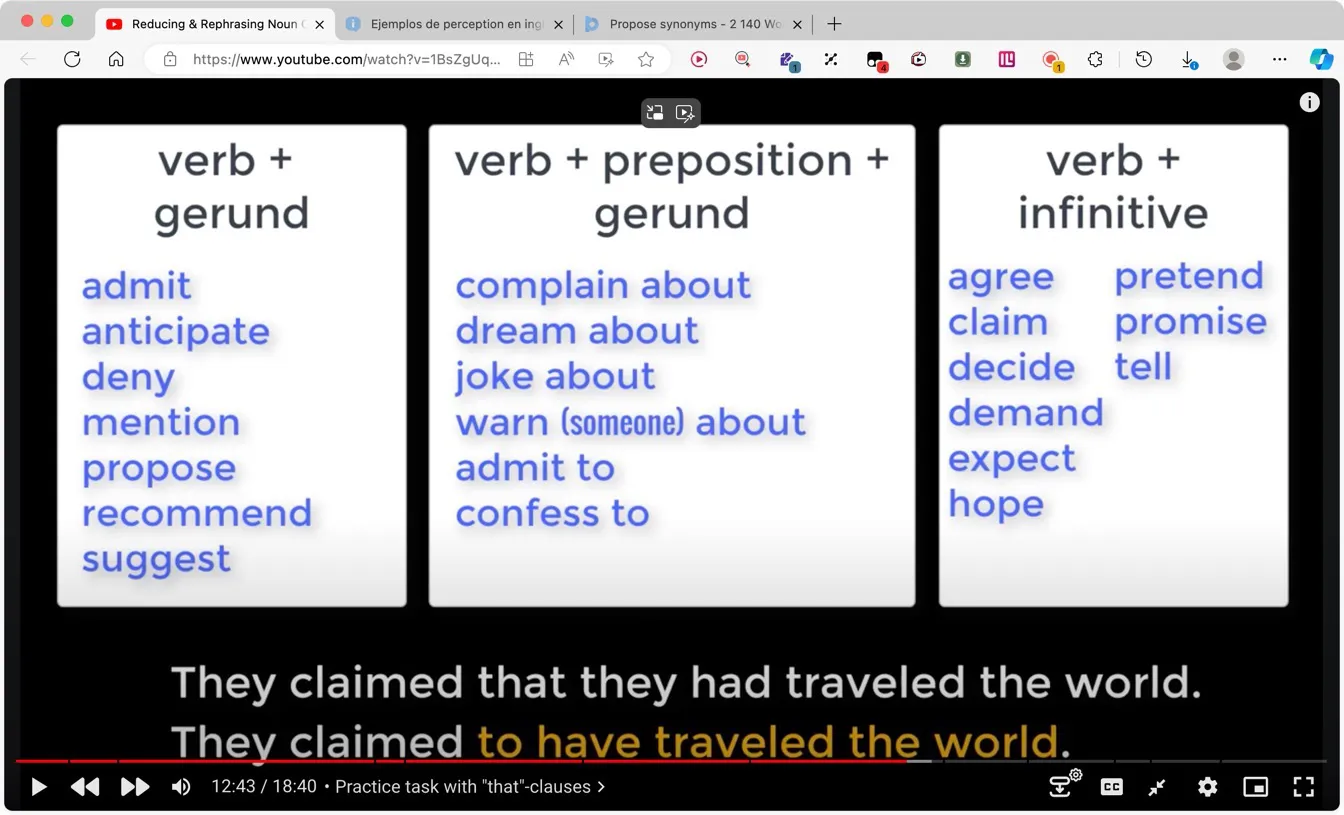 Reducing & Rephrasing Noun C
Ejemplos de perception en ing
Propose synonyms - 2 140 Wo
https://www.youtube.com/watch?v=1BsZgUq...
1
4
1
verb +
gerund
admit
anticipate
deny
mention
propose
recommend
suggest
verb + preposition +
gerund
complain about
dream about
joke about
warn (someone) about
admit to
confess to
verb +
infinitive
agree pretend
claim promise
decide tell
demand
expect
hope
They claimed that they had traveled the world.
They claimed to have traveled the world.
12:43 / 18:40 • Practice task with "that"-clauses >
CC